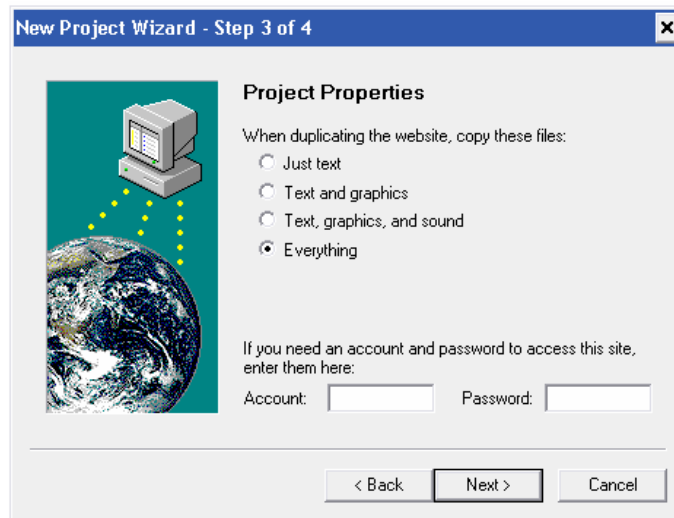 New Project Wizard - Step 3 of 4
Project Properties
When duplicating the website, copy these files:
Just text
Text and graphics
Text, graphics, and sound
Everything
If you need an account and password to access this site,
enter them here:
Account: Password:
< Back Next > Cancel